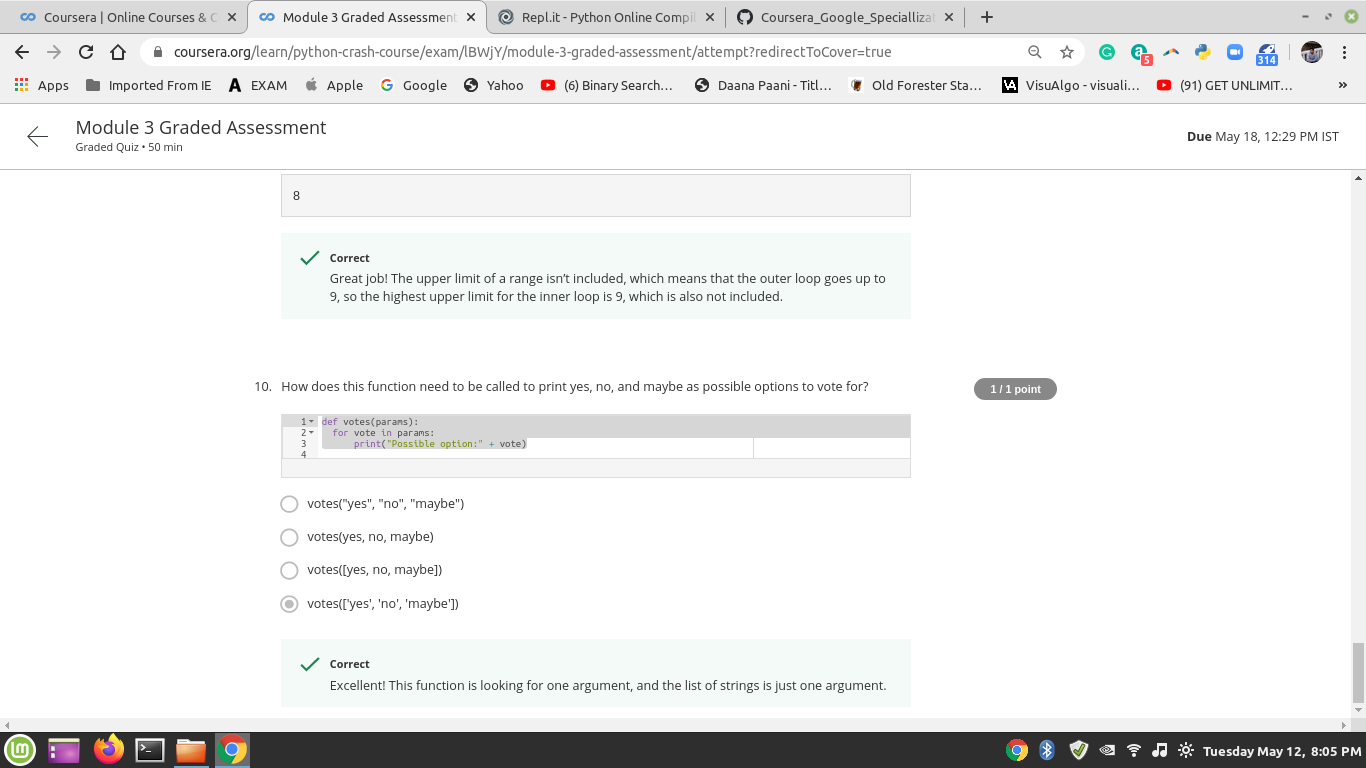 Coursera | Online Courses & C
Module 3 Graded Assessment
Repl.it - Python Online Compil
Coursera_Google_Speciallizat
coursera.org/learn/python-crash-course/exam/lBWjY/module-3-graded-assessment/attempt?redirectToCover=true
5
314
Apps
Imported From IE
EXAM
Apple
Google
Yahoo
(6) Binary Search...
Daana Paani - Titl...
Old Forester Sta...
VisuAlgo - visuali...
(91) GET UNLIMIT...
»
Module 3 Graded Assessment
Graded Quiz • 50 min
Due May 18, 12:29 PM IST
8
Correct
Great job! The upper limit of a range isn’t included, which means that the outer loop goes up to
9, so the highest upper limit for the inner loop is 9, which is also not included.
10. How does this function need to be called to print yes, no, and maybe as possible options to vote for?
1 / 1 point
1 def votes(params):
2 for vote in params:
3 print("Possible option:" + vote)
4
votes("yes", "no", "maybe")
votes(yes, no, maybe)
votes([yes, no, maybe])
votes(['yes', 'no', 'maybe'])
Correct
Excellent! This function is looking for one argument, and the list of strings is just one argument.
Tuesday May 12, 8:05 PM